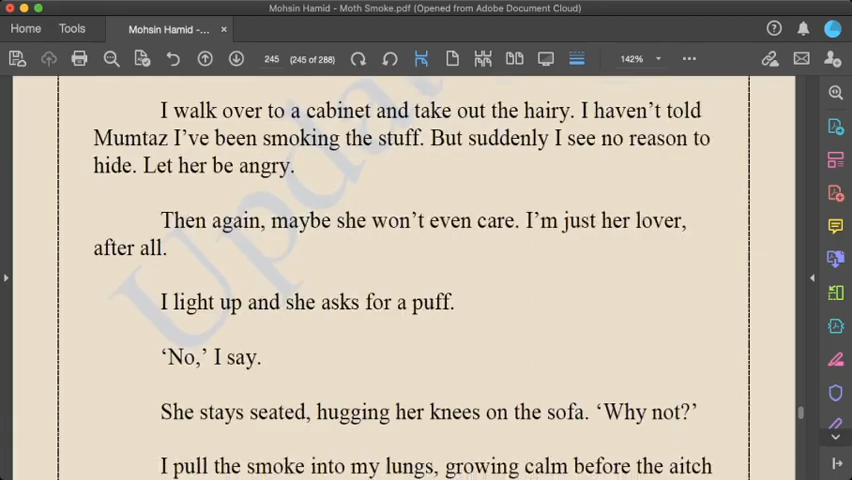 Mohsin Hamid - Moth Smoke.pdf (Opened from Adobe Document Cloud)
Home Tools Mohsin Hamid - Moth S... ×
245 (245 of 288) 142%
I walk over to a cabinet and take out the hairy. I haven't told
Mumtaz I've been smoking the stuff. But suddenly I see no reason to
hide. Let her be angry.
Then again, maybe she won't even care. I'm just her lover,
after all.
I light up and she asks for a puff.
‘No,’ I say.
She stays seated, hugging her knees on the sofa. ‘Why not?’
I pull the smoke into my lungs, growing calm before the aitch